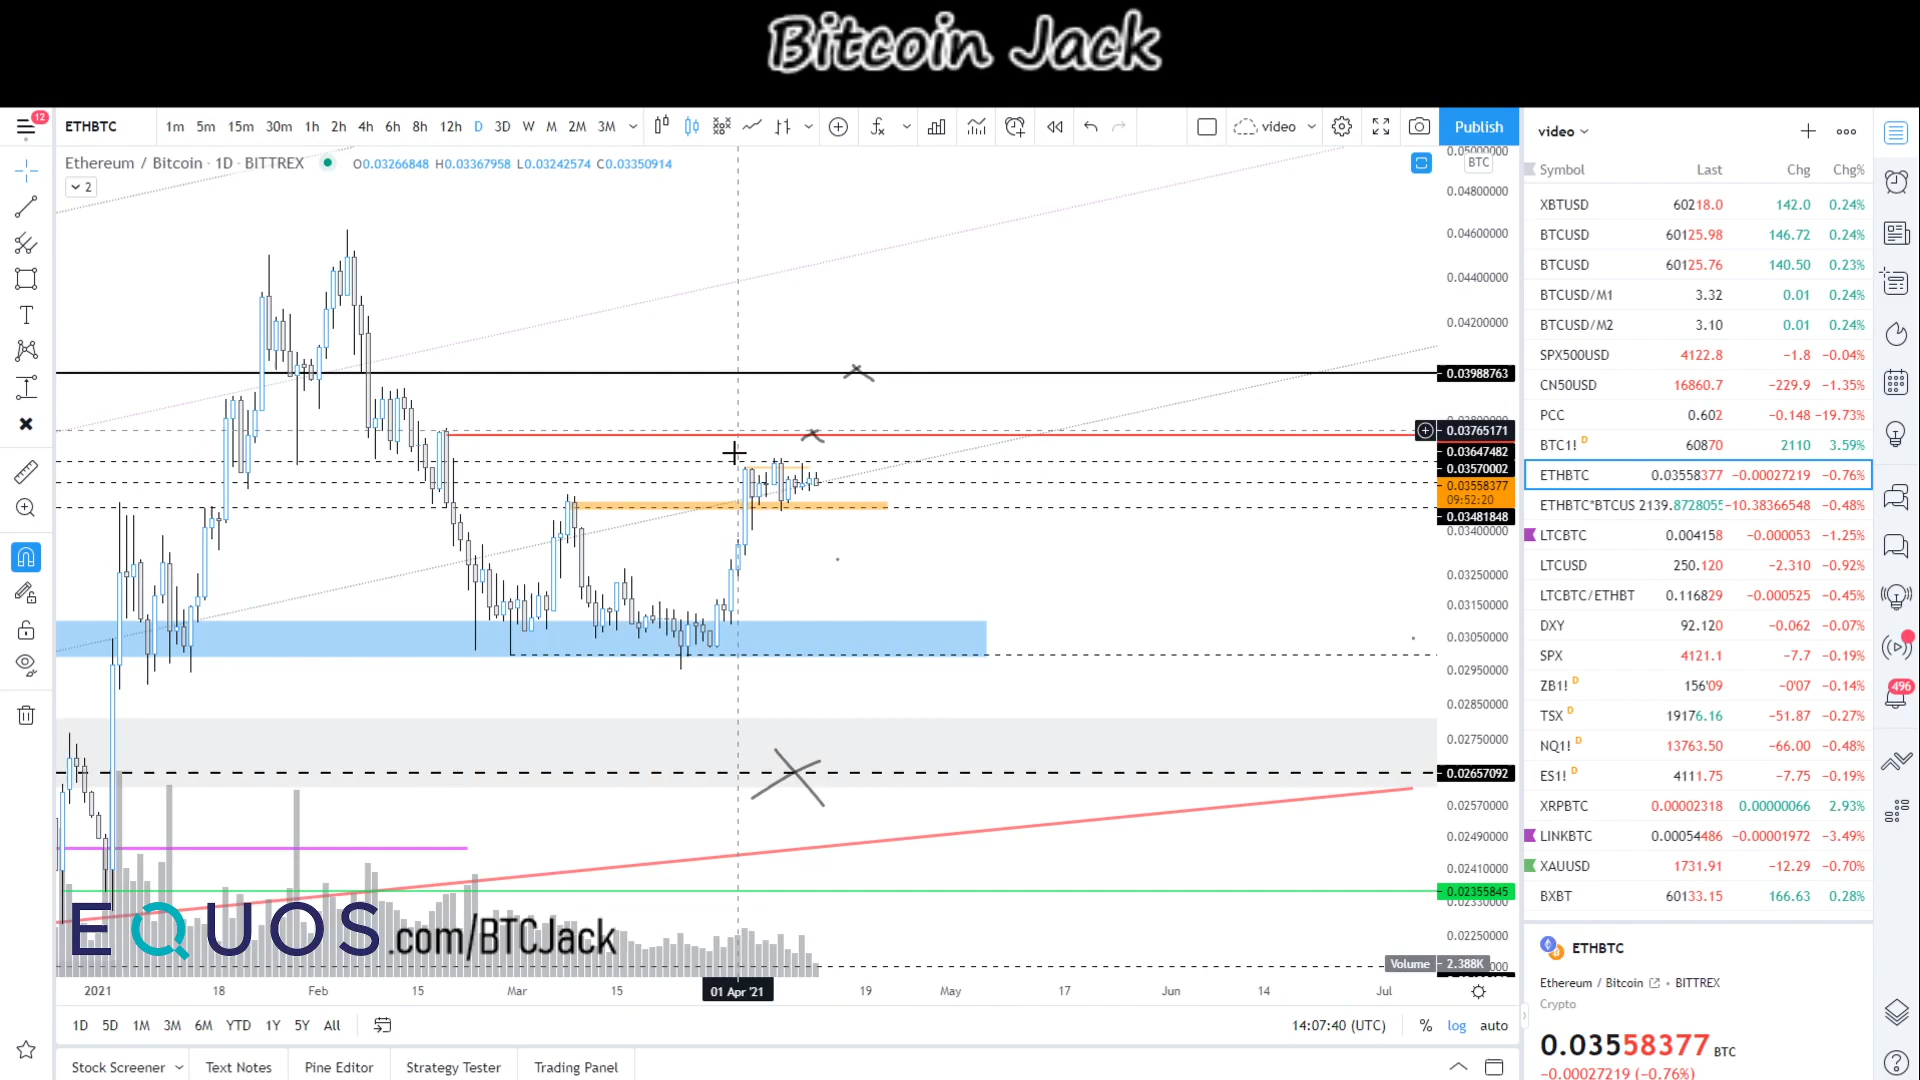 Bitcoin Jack
12
ETHBTC 1m 5m 15m 30m 1h 2h 4h 6h 8h 12h D 3D W M 2M 3M video Publish
Ethereum / Bitcoin · 1D · BITTREX O0.03266848 H0.03367958 L0.03242574 C0.03350914
2
BTC
0.05000000
0.04800000
0.04600000
0.04400000
0.04200000
0.03988763
0.03800000
0.03765171
0.03647482
0.03570002
0.03558377
09:52:20
0.03481848
0.03400000
0.03250000
0.03150000
0.03050000
0.02950000
0.02850000
0.02750000
0.02657092
0.02570000
0.02490000
0.02410000
0.02355845
0.02330000
0.02250000
Volume 2.388K
EQUOS.com/BTCJack
2021 18 Feb 15 Mar 15 01 Apr '21 19 May 17 Jun 14 Jul
1D 5D 1M 3M 6M YTD 1Y 5Y All 14:07:40 (UTC) % log auto
Stock Screener Text Notes Pine Editor Strategy Tester Trading Panel
video
Symbol Last Chg Chg%
XBTUSD 60218.0 142.0 0.24%
BTCUSD 60125.98 146.72 0.24%
BTCUSD 60125.76 140.50 0.23%
BTCUSD/M1 3.32 0.01 0.24%
BTCUSD/M2 3.10 0.01 0.24%
SPX500USD 4122.8 −1.8 −0.04%
CN50USD 16860.7 −229.9 −1.35%
PCC 0.602 −0.148 −19.73%
BTC1! D 60870 2110 3.59%
ETHBTC 0.03558377 −0.00027219 −0.76%
ETHBTC*BTCUS 2139.8728055 −10.38366548 −0.48%
LTCBTC 0.004158 −0.000053 −1.25%
LTCUSD 250.120 −2.310 −0.92%
LTCBTC/ETHBT 0.116829 −0.000525 −0.45%
DXY 92.120 −0.062 −0.07%
SPX 4121.1 −7.7 −0.19%
ZB1! D 156'09 −0'07 −0.14%
TSX D 19176.16 −51.87 −0.27%
NQ1! D 13763.50 −66.00 −0.48%
ES1! D 4111.75 −7.75 −0.19%
XRPBTC 0.00002318 0.00000066 2.93%
LINKBTC 0.00054486 −0.00001972 −3.49%
XAUUSD 1731.91 −12.29 −0.70%
BXBT 60133.15 166.63 0.28%
ETHBTC
Ethereum / Bitcoin • BITTREX
Crypto
0.03558377 BTC
−0.00027219 (−0.76%)
496